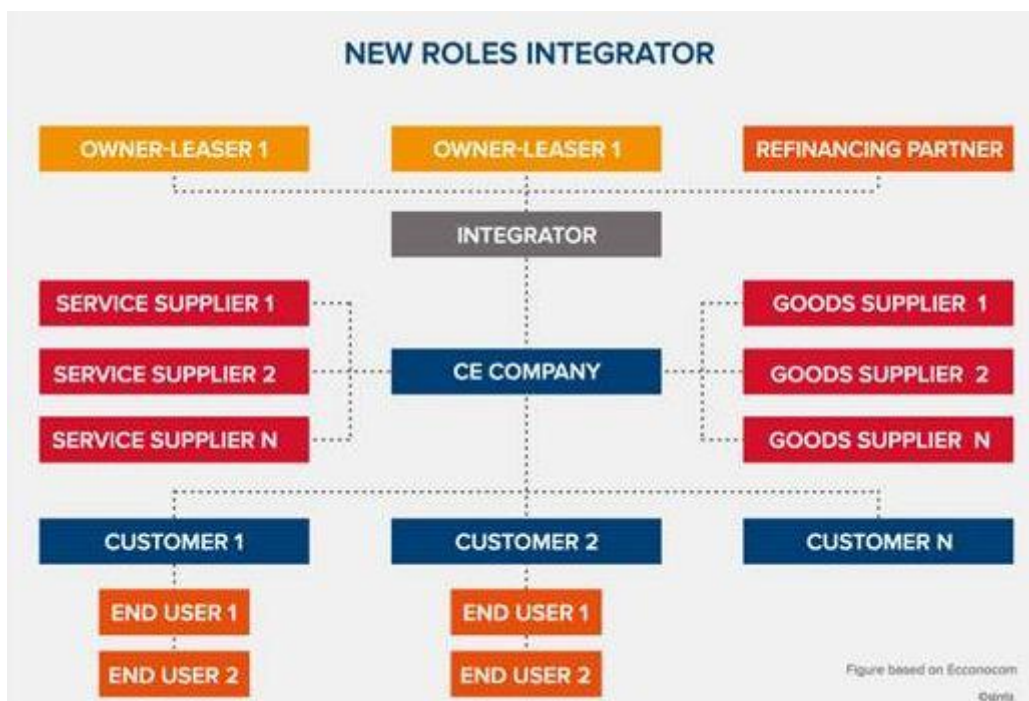 NEW ROLES INTEGRATOR
OWNER-LEASER 1
OWNER-LEASER 1
REFINANCING PARTNER
INTEGRATOR
SERVICE SUPPLIER 1
GOODS SUPPLIER 1
SERVICE SUPPLIER 2
CE COMPANY
GOODS SUPPLIER 2
SERVICE SUPPLIER N
GOODS SUPPLIER N
CUSTOMER 1
CUSTOMER 2
CUSTOMER N
END USER 1
END USER 1
END USER 2
END USER 2
Figure based on Ecconocom